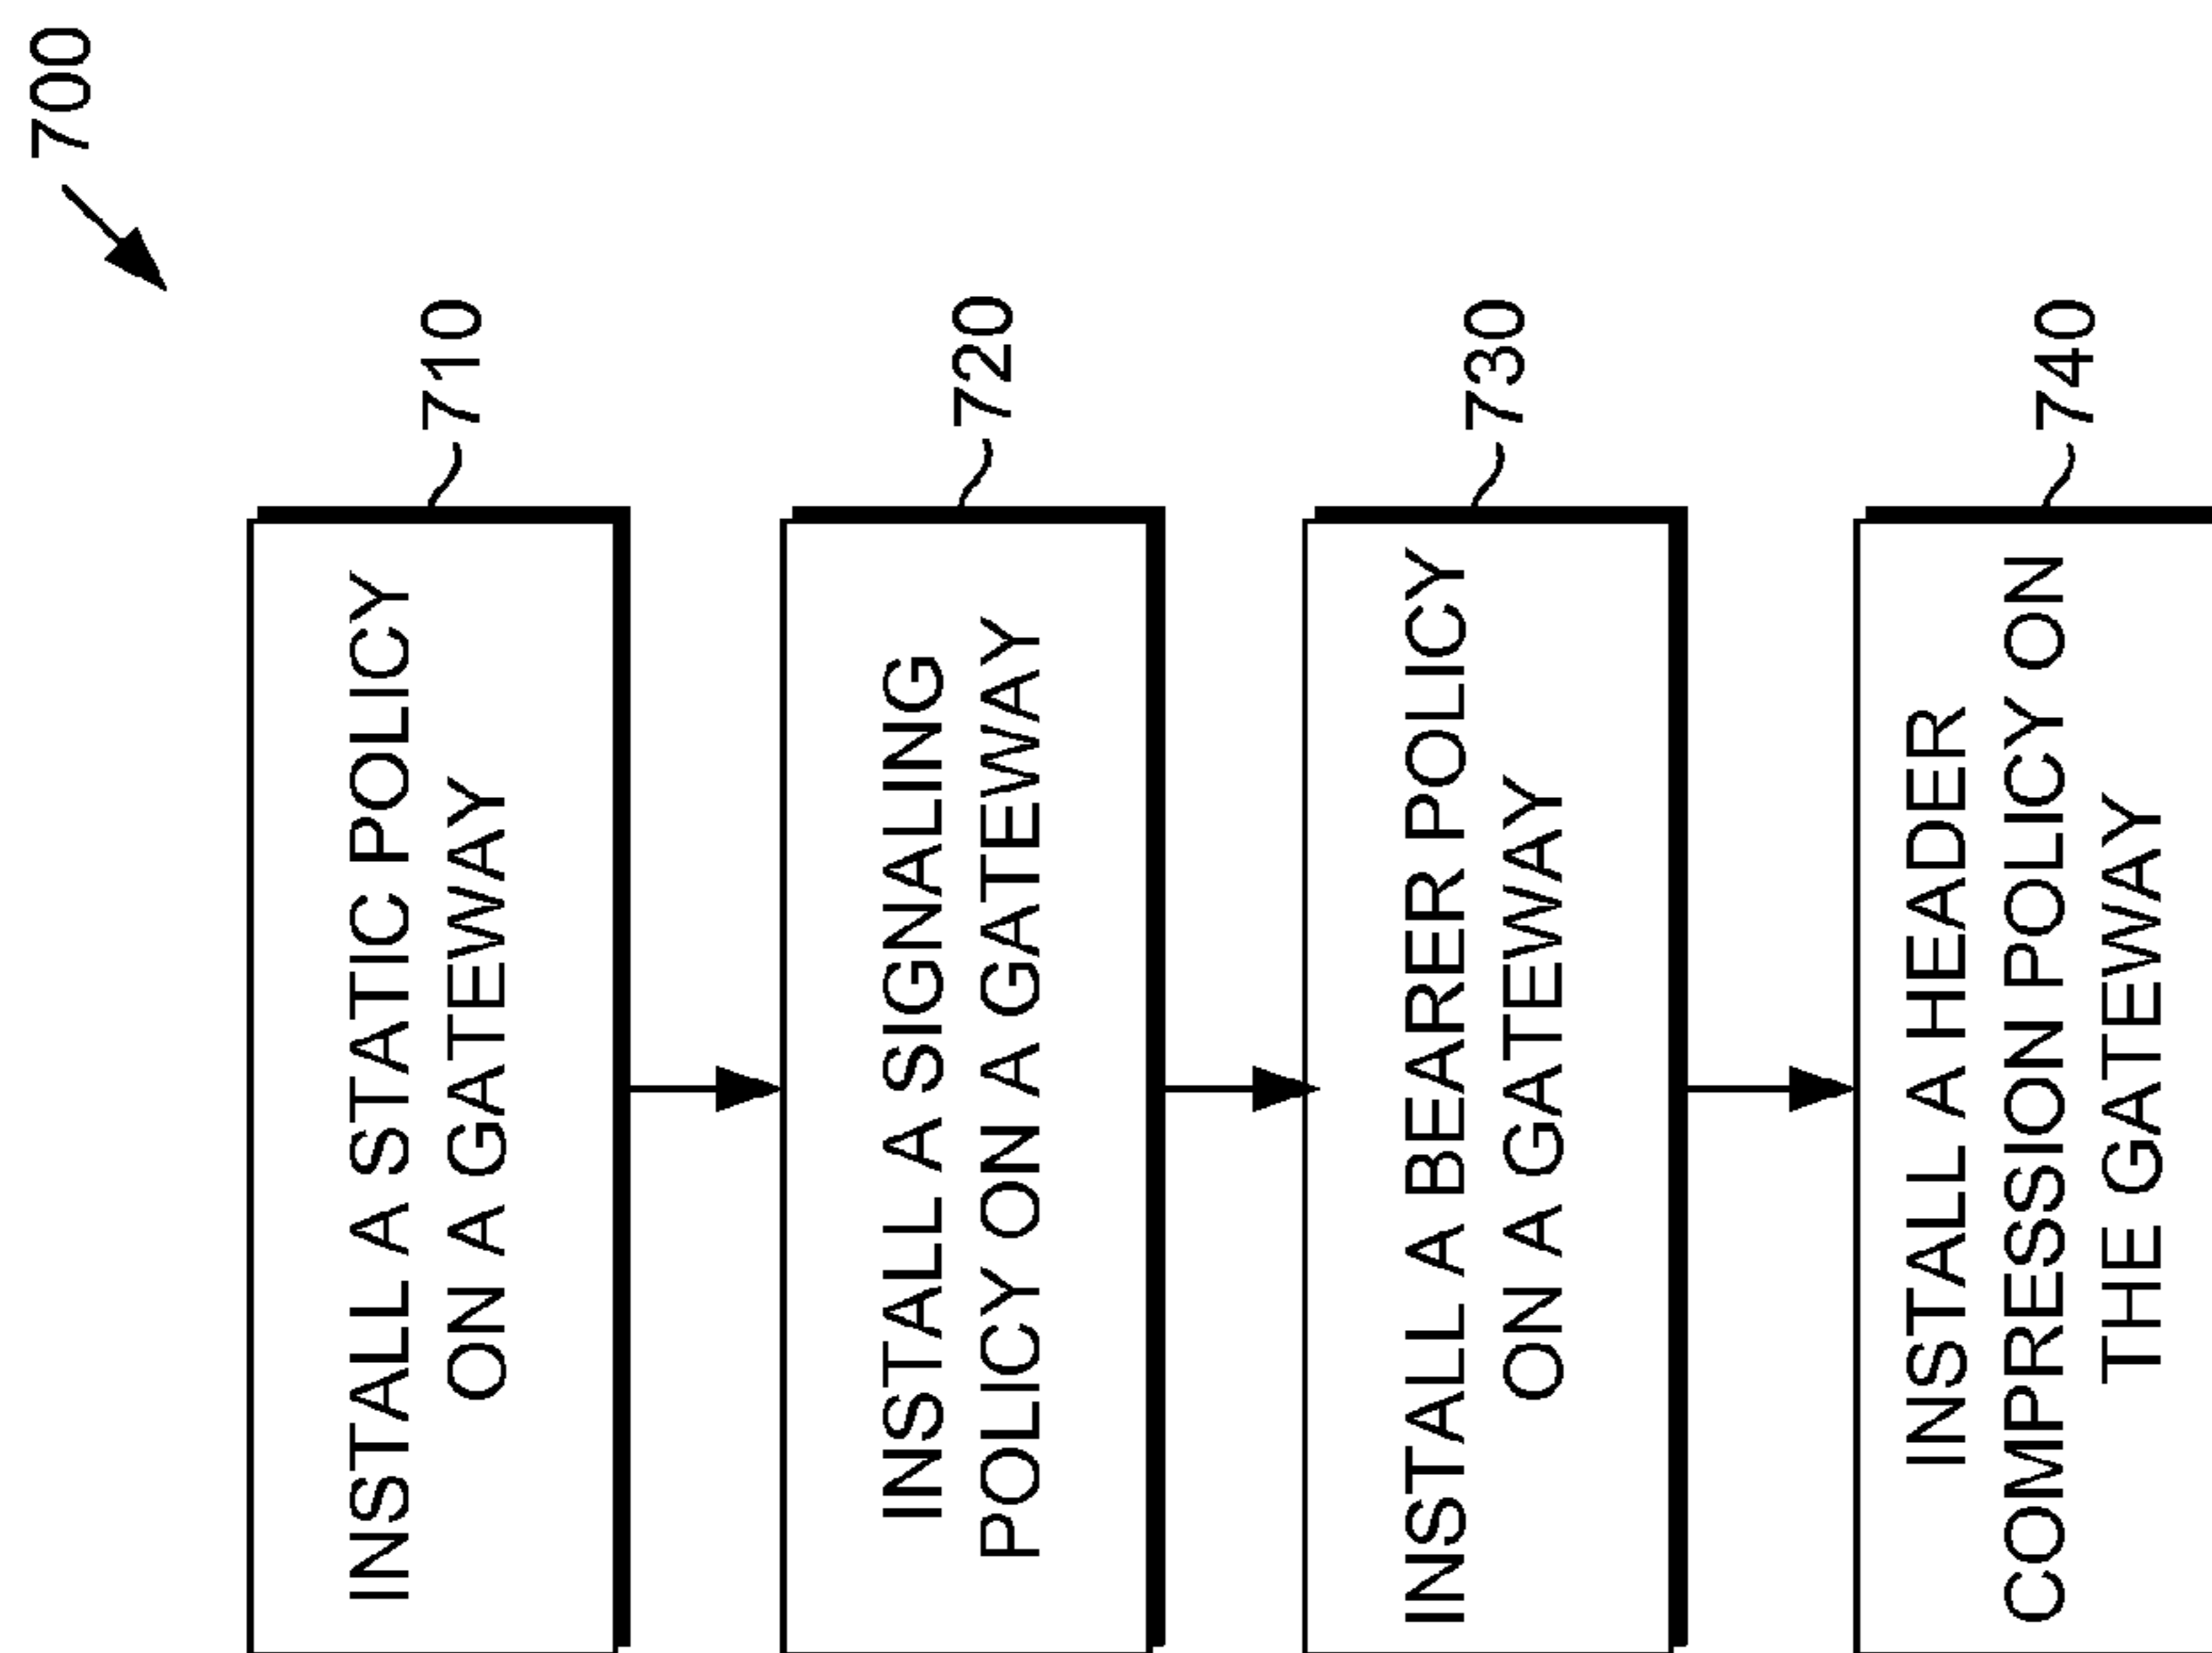 700
INSTALL A STATIC POLICY
ON A GATEWAY
710
INSTALL A SIGNALING
POLICY ON A GATEWAY
720
INSTALL A BEARER POLICY
ON A GATEWAY
730
INSTALL A HEADER
COMPRESSION POLICY ON
THE GATEWAY
740